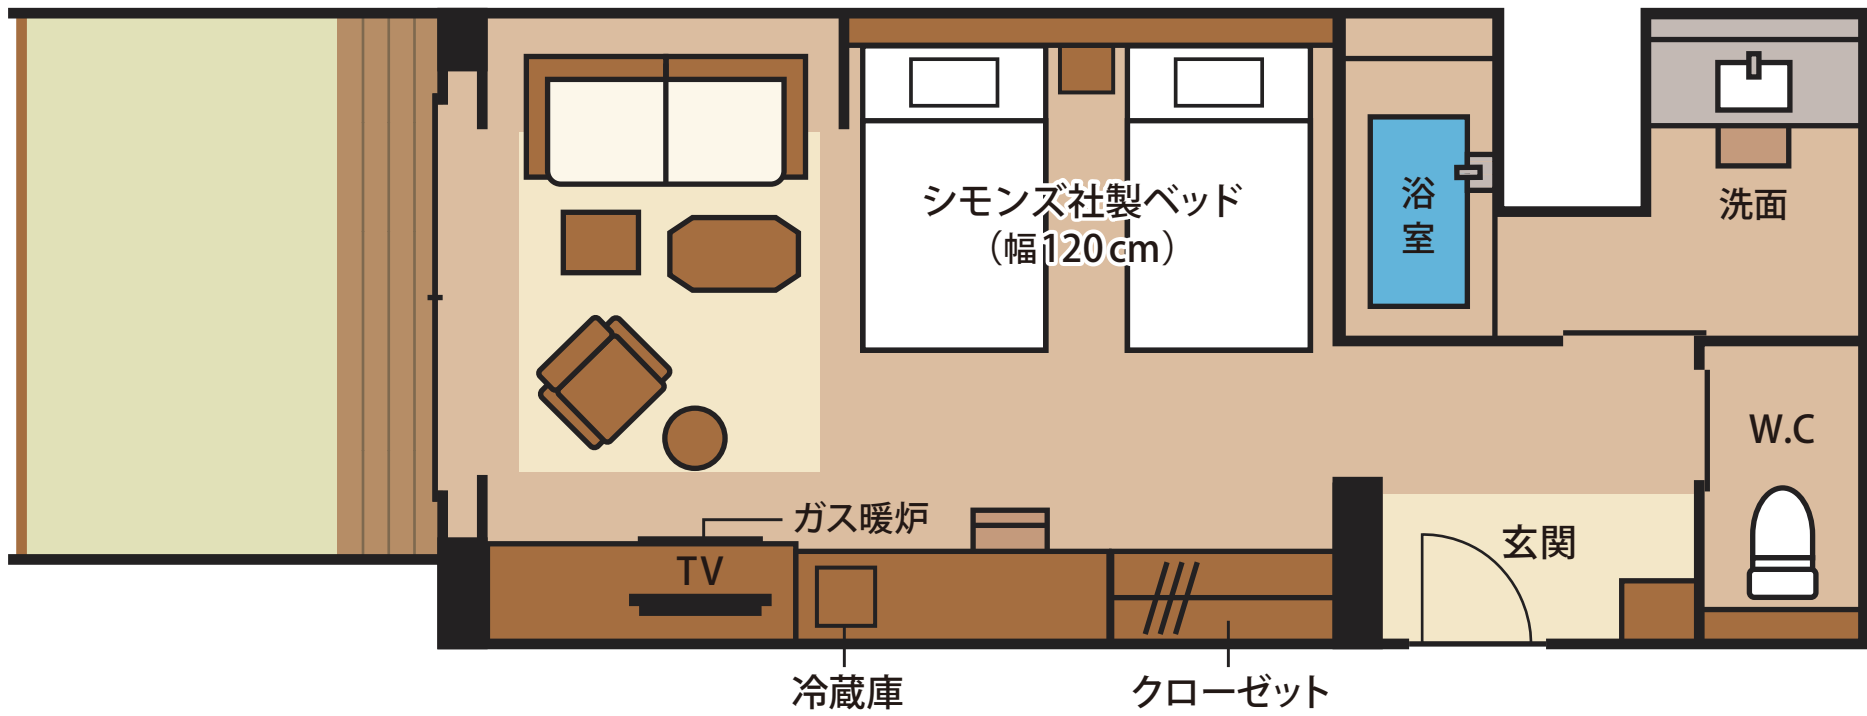 シモンズ社製ベッド
（幅120cm）
浴室
洗面
W.C
ガス暖炉
TV
玄関
冷蔵庫
クローゼット